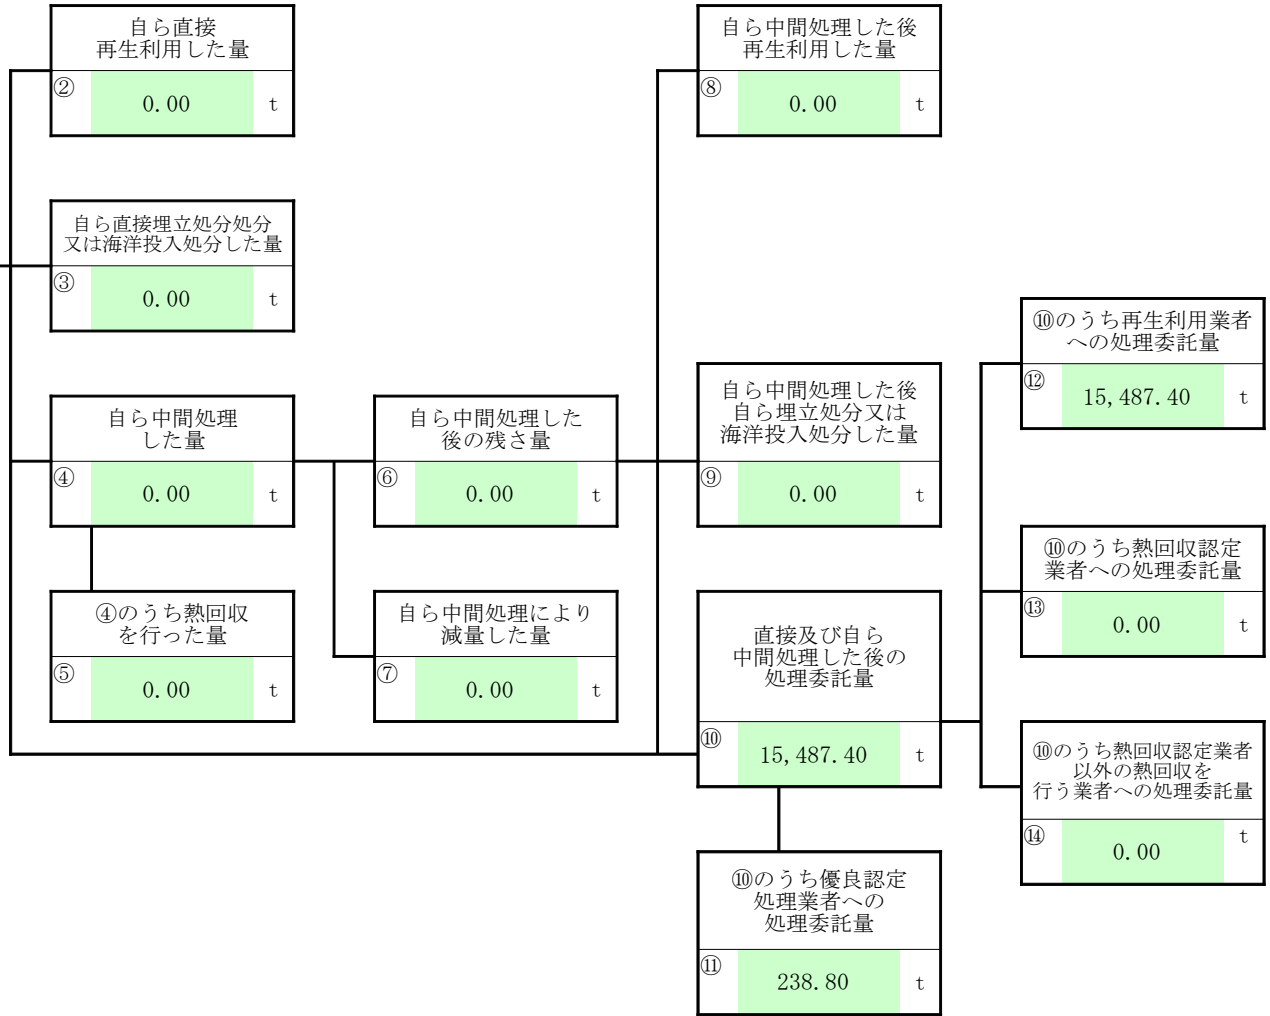 自ら直接
再生利用した量
②
0.00
t
自ら中間処理した後
再生利用した量
⑧
0.00
t
自ら直接埋立処分処分
又は海洋投入処分した量
③
0.00
t
⑩のうち再生利用業者
への処理委託量
⑫
15,487.40
t
自ら中間処理
した量
④
0.00
t
自ら中間処理した
後の残さ量
⑥
0.00
t
自ら中間処理した後
自ら埋立処分又は
海洋投入処分した量
⑨
0.00
t
⑩のうち熱回収認定
業者への処理委託量
⑬
0.00
t
④のうち熱回収
を行った量
⑤
0.00
t
自ら中間処理により
減量した量
⑦
0.00
t
直接及び自ら
中間処理した後の
処理委託量
⑩
15,487.40
t
⑩のうち熱回収認定業者
以外の熱回収を
行う業者への処理委託量
⑭
0.00
t
⑩のうち優良認定
処理業者への
処理委託量
⑪
238.80
t